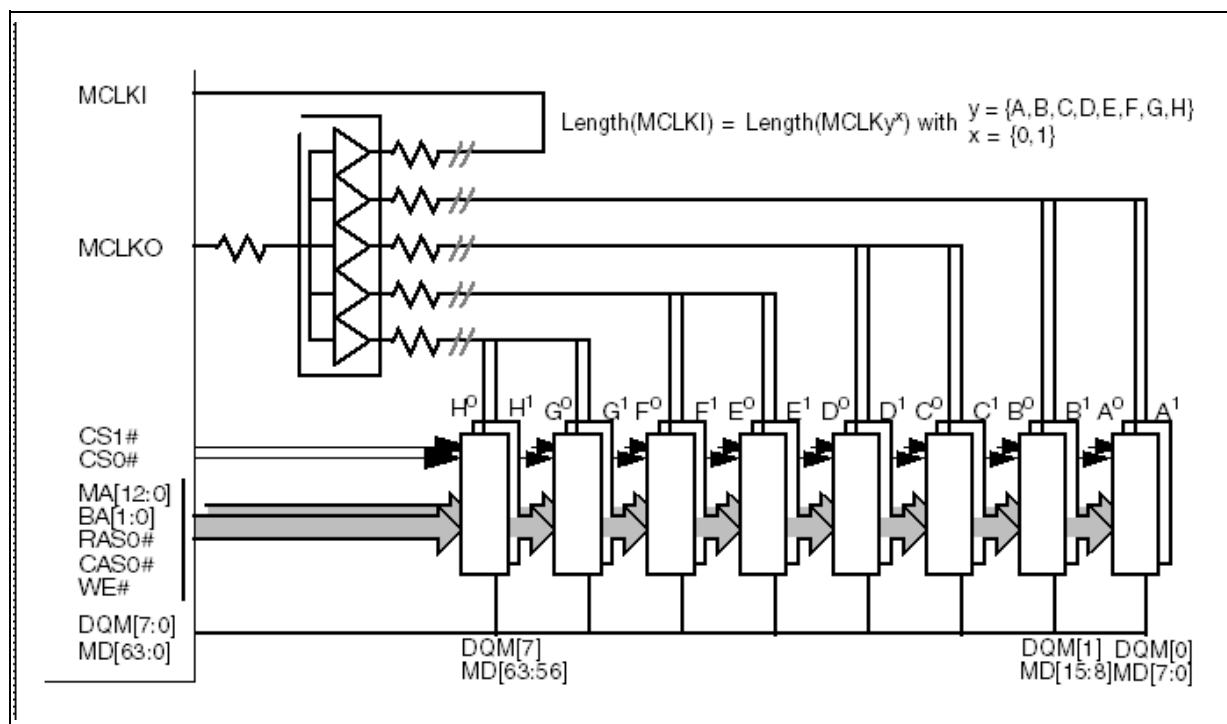 MCLKI
Length(MCLKI) = Length(MCLKyˣ) with y = {A,B,C,D,E,F,G,H}
x = {0,1}
MCLKO
H⁰ H¹ G⁰ G¹ F⁰ F¹ E⁰ E¹ D⁰ D¹ C⁰ C¹ B⁰ B¹ A⁰ A¹
CS1#
CS0#
MA[12:0]
BA[1:0]
RAS0#
CAS0#
WE#
DQM[7:0]
MD[63:0]
DQM[7]
MD[63:56]
DQM[1]
MD[15:8]
DQM[0]
MD[7:0]